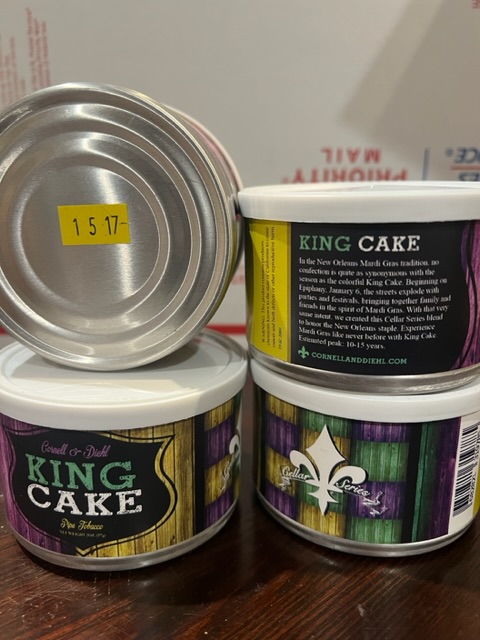 PRIORITY
MAIL
1 5 17-
KING CAKE
In the New Orleans Mardi Gras tradition, no
confection is quite as synonymous with the
season as the colorful King Cake. Beginning on
Epiphany, January 6, the streets explode with
parties and festivals, bringing together family and
friends in the spirit of Mardi Gras. With that very
same intent, we created this Cellar Series blend
to honor the New Orleans staple. Experience
Mardi Gras like never before with King Cake.
Estimated peak: 10-15 years.
CORNELLANDDIEHL.COM
Cornell & Diehl
KING
CAKE
Pipe Tobacco
NET WEIGHT 2oz (57g)
Cellar Series